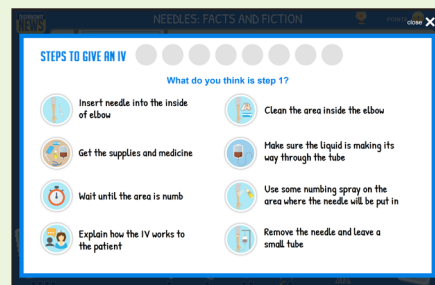 NEWS
NEEDLES: FACTS AND FICTION
close X
STEPS TO GIVE AN IV
What do you think is step 1?
Insert needle into the inside
of elbow
Clean the area inside the elbow
Get the supplies and medicine
Make sure the liquid is making its
way through the tube
Wait until the area is numb
Use some numbing spray on the
area where the needle will be put in
Explain how the IV works to
the patient
Remove the needle and leave a
small tube